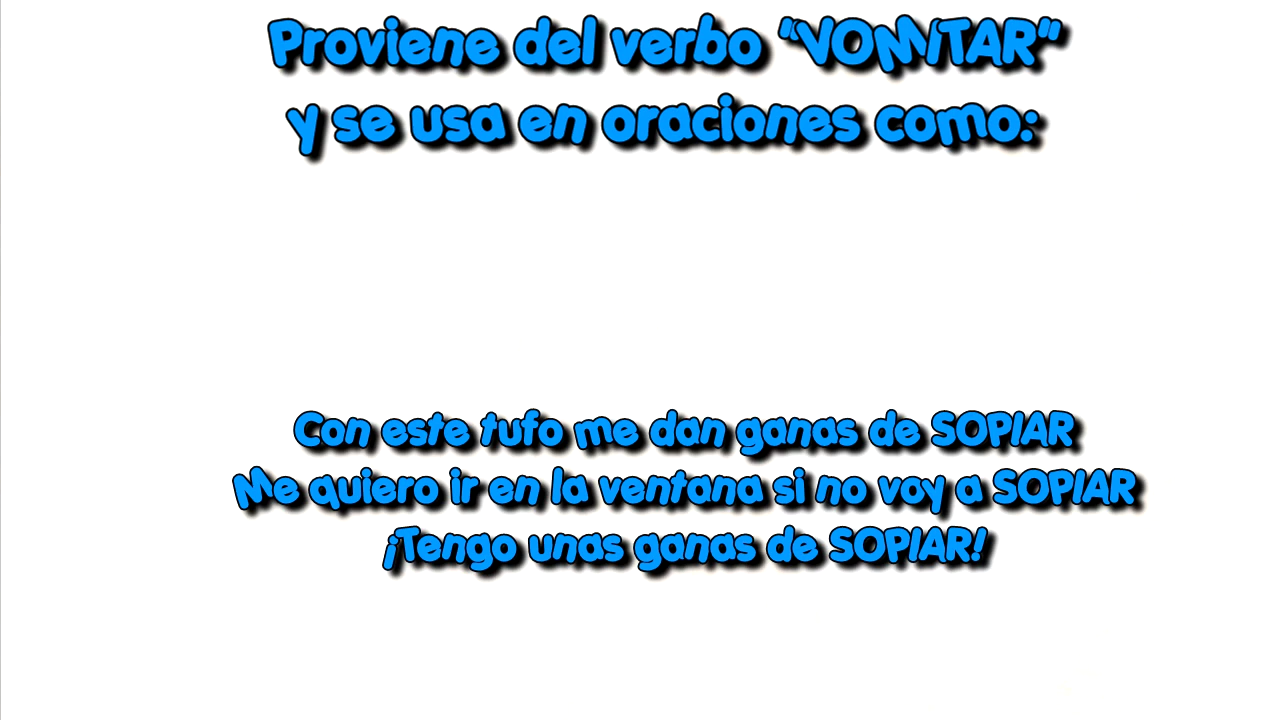 Proviene del verbo "VOMITAR"
y se usa en oraciones como:
Con este tufo me dan ganas de SOPIAR
Me quiero ir en la ventana si no voy a SOPIAR
¡Tengo unas ganas de SOPIAR!